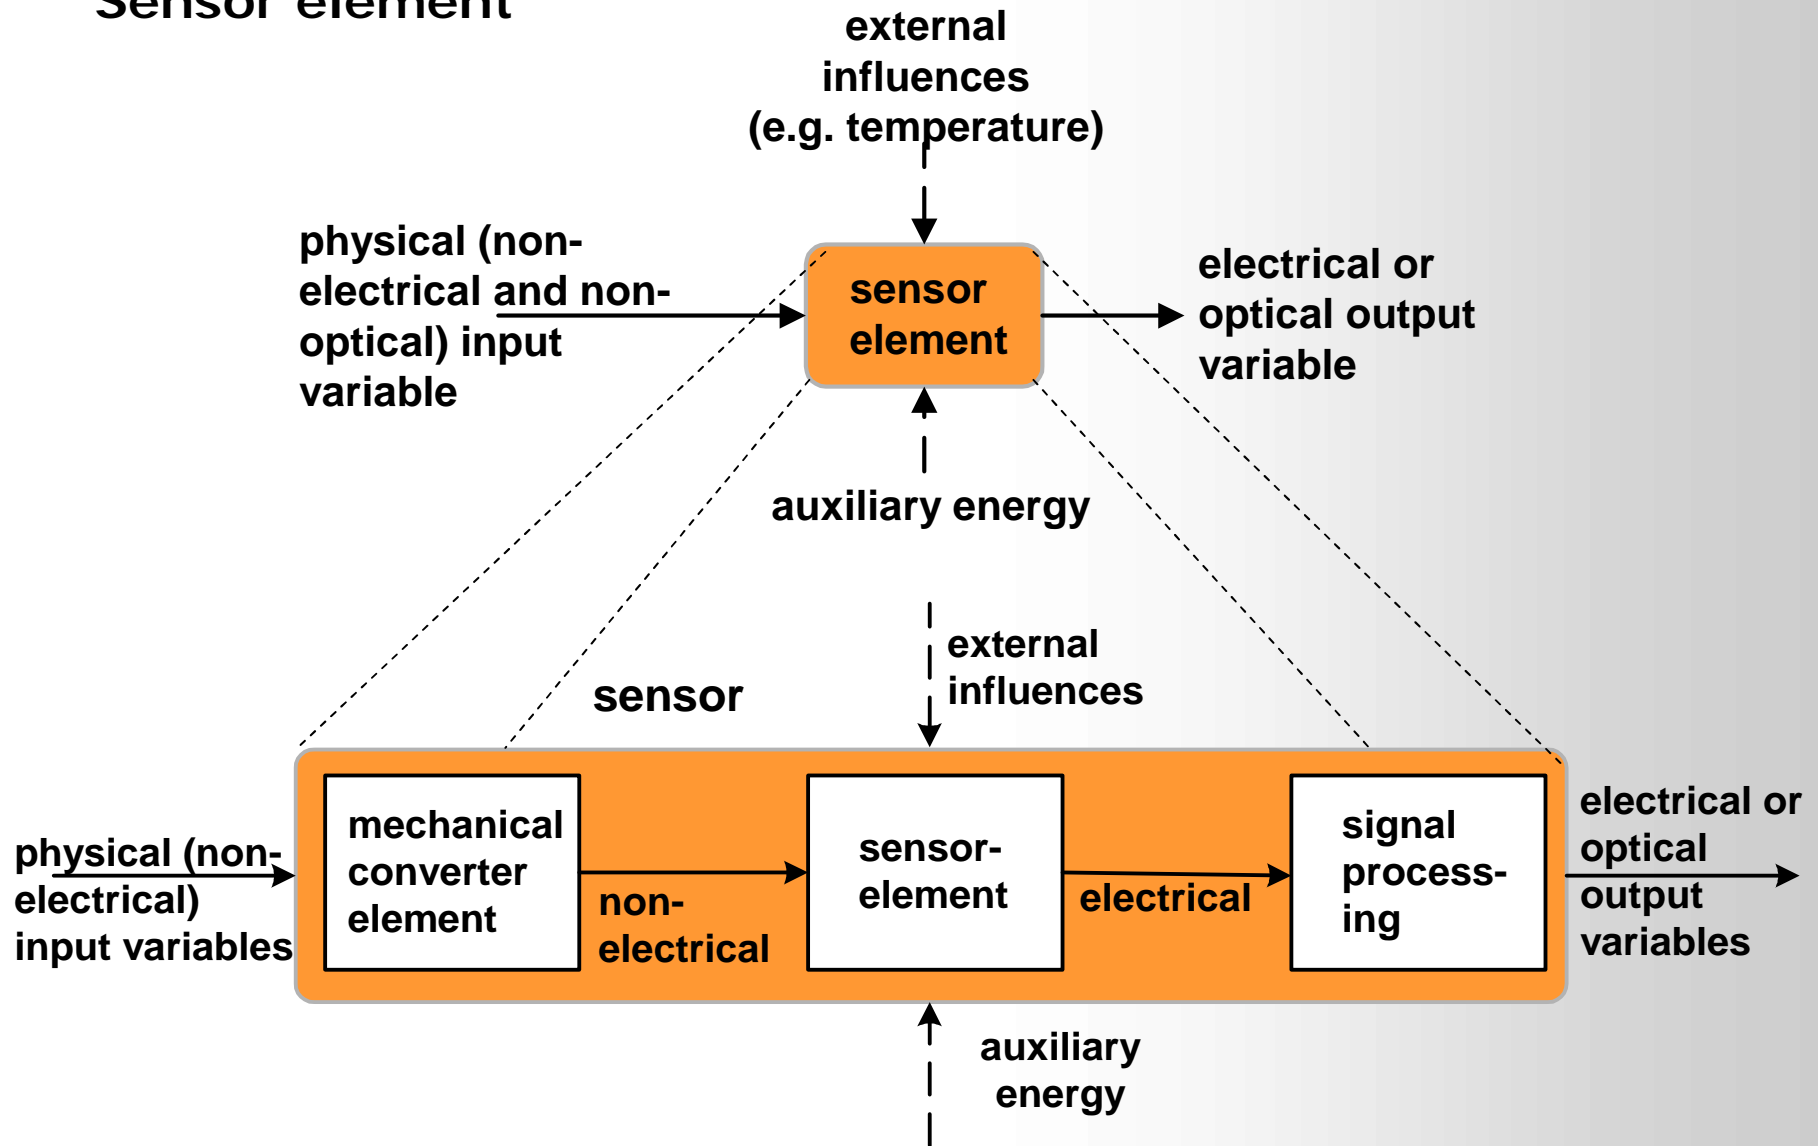 Sensor element
external
influences
(e.g. temperature)
physical (non-
electrical and non-
optical) input
variable
sensor
element
electrical or
optical output
variable
auxiliary energy
external
influences
sensor
physical (non-
electrical)
input variables
mechanical
converter
element
non-
electrical
sensor-
element
electrical
signal
process-
ing
electrical or
optical
output
variables
auxiliary
energy